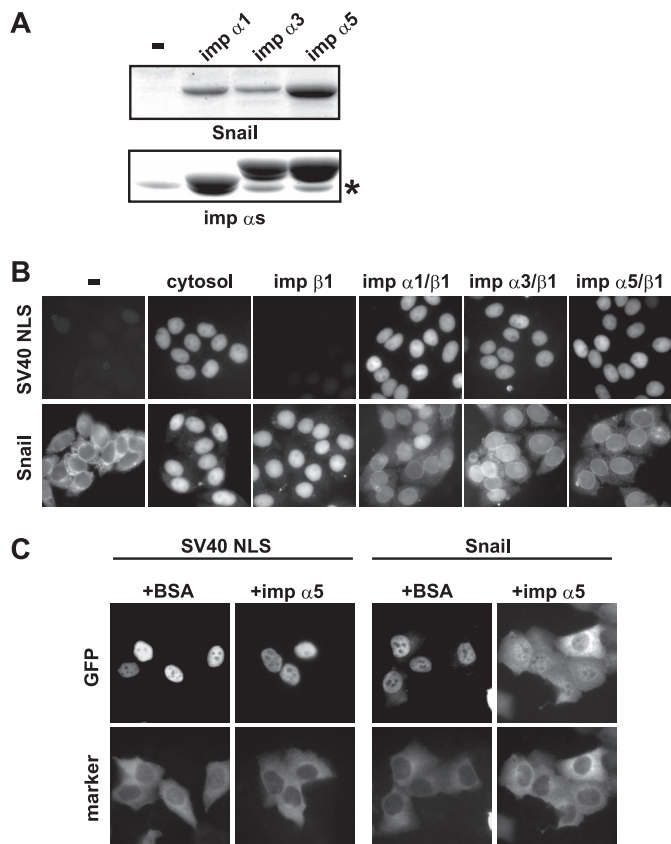 A
-
imp α1
imp α3
imp α5
Snail
imp αs
*
B
-
cytosol
imp β1
imp α1/β1
imp α3/β1
imp α5/β1
SV40 NLS
Snail
C
SV40 NLS
Snail
+BSA
+imp α5
+BSA
+imp α5
GFP
marker